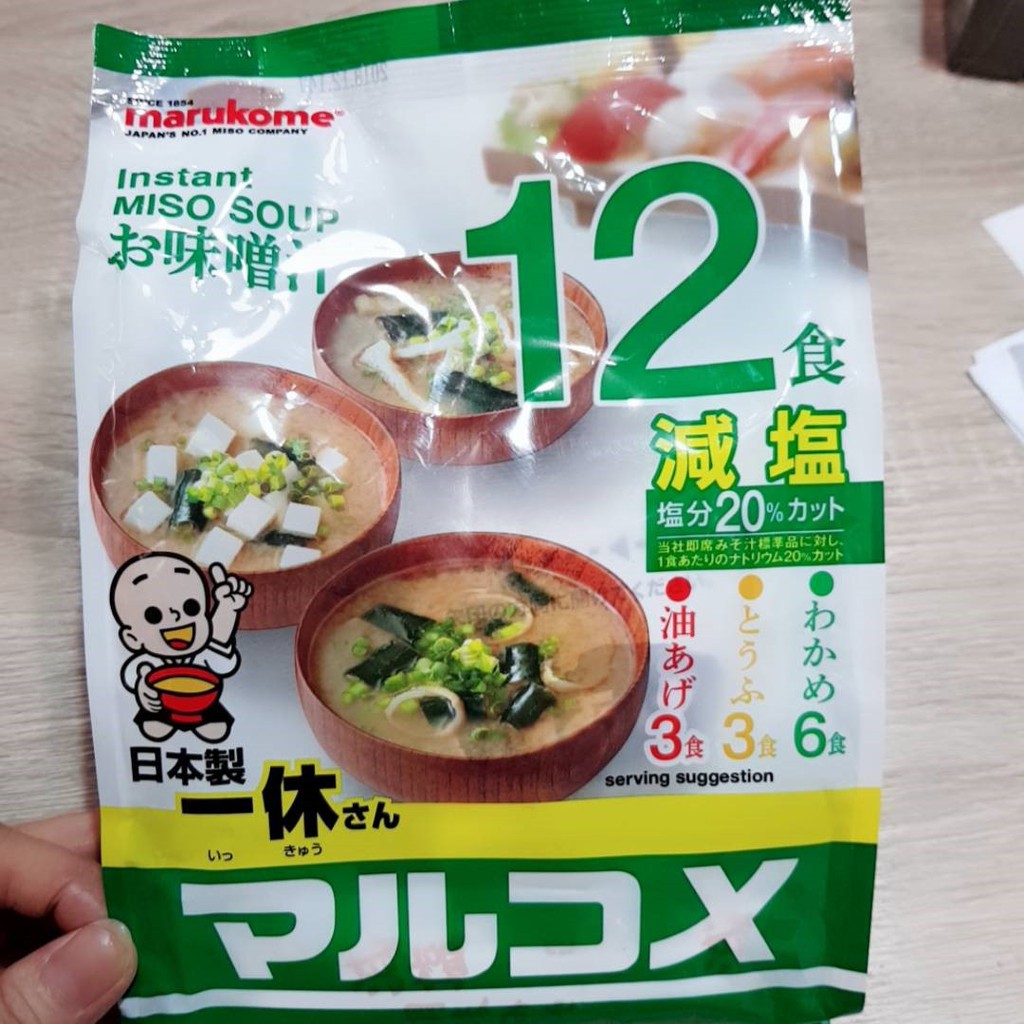 SINCE 1854
marukome®
JAPAN'S NO.1 MISO COMPANY
Instant
MISO SOUP
お味噌汁
12食
減塩
塩分20%カット
当社即席みそ汁標準品に対し、
1食あたりのナトリウム20%カット
油あげ
3食
とうふ
3食
わかめ
6食
serving suggestion
日本製
一休さん
いっ きゅう
マルコメ